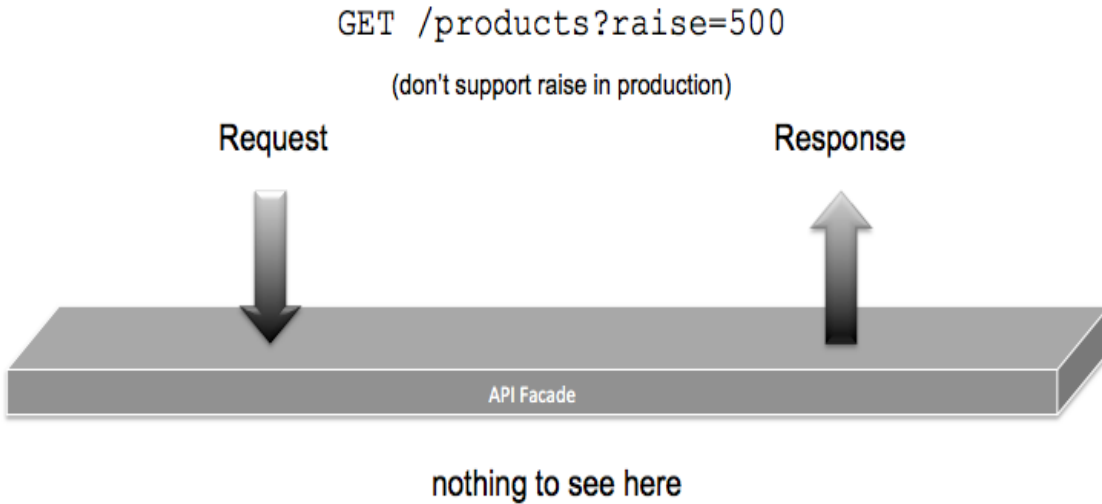 GET /products?raise=500
(don't support raise in production)
Request
Response
API Facade
nothing to see here